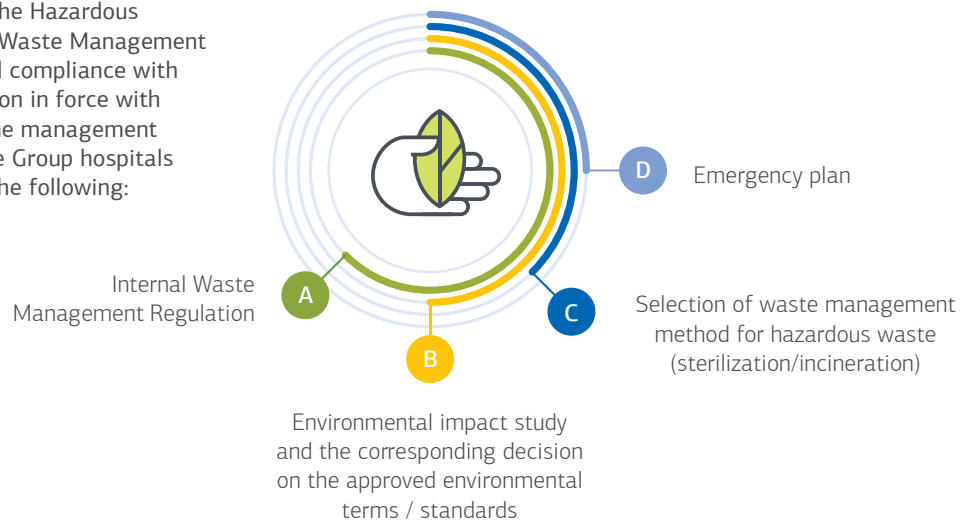 he Hazardous
Waste Management
compliance with
on in force with
e management
e Group hospitals
he following:
D
Emergency plan
Internal Waste
Management Regulation
A
C
Selection of waste management
method for hazardous waste
(sterilization/incineration)
B
Environmental impact study
and the corresponding decision
on the approved environmental
terms / standards